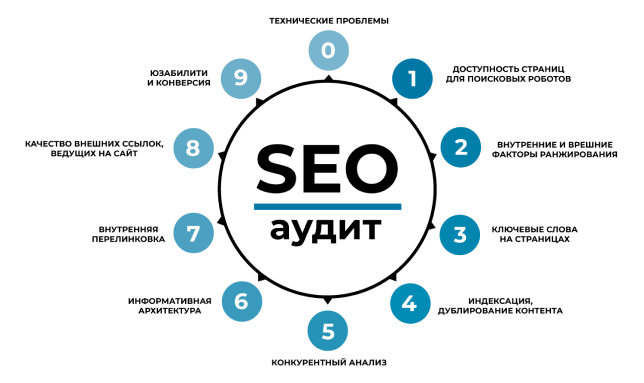 ТЕХНИЧЕСКИЕ ПРОБЛЕМЫ
0
1
ДОСТУПНОСТЬ СТРАНИЦ
ДЛЯ ПОИСКОВЫХ РОБОТОВ
2
ВНУТРЕННИЕ И ВРЕШНИЕ
ФАКТОРЫ РАНЖИРОВАНИЯ
3
КЛЮЧЕВЫЕ СЛОВА
НА СТРАНИЦАХ
4
ИНДЕКСАЦИЯ,
ДУБЛИРОВАНИЕ КОНТЕНТА
5
КОНКУРЕНТНЫЙ АНАЛИЗ
6
ИНФОРМАТИВНАЯ
АРХИТЕКТУРА
7
ВНУТРЕННЯЯ
ПЕРЕЛИНКОВКА
8
КАЧЕСТВО ВНЕШНИХ ССЫЛОК,
ВЕДУЩИХ НА САЙТ
9
ЮЗАБИЛИТИ
И КОНВЕРСИЯ
SEO
аудит